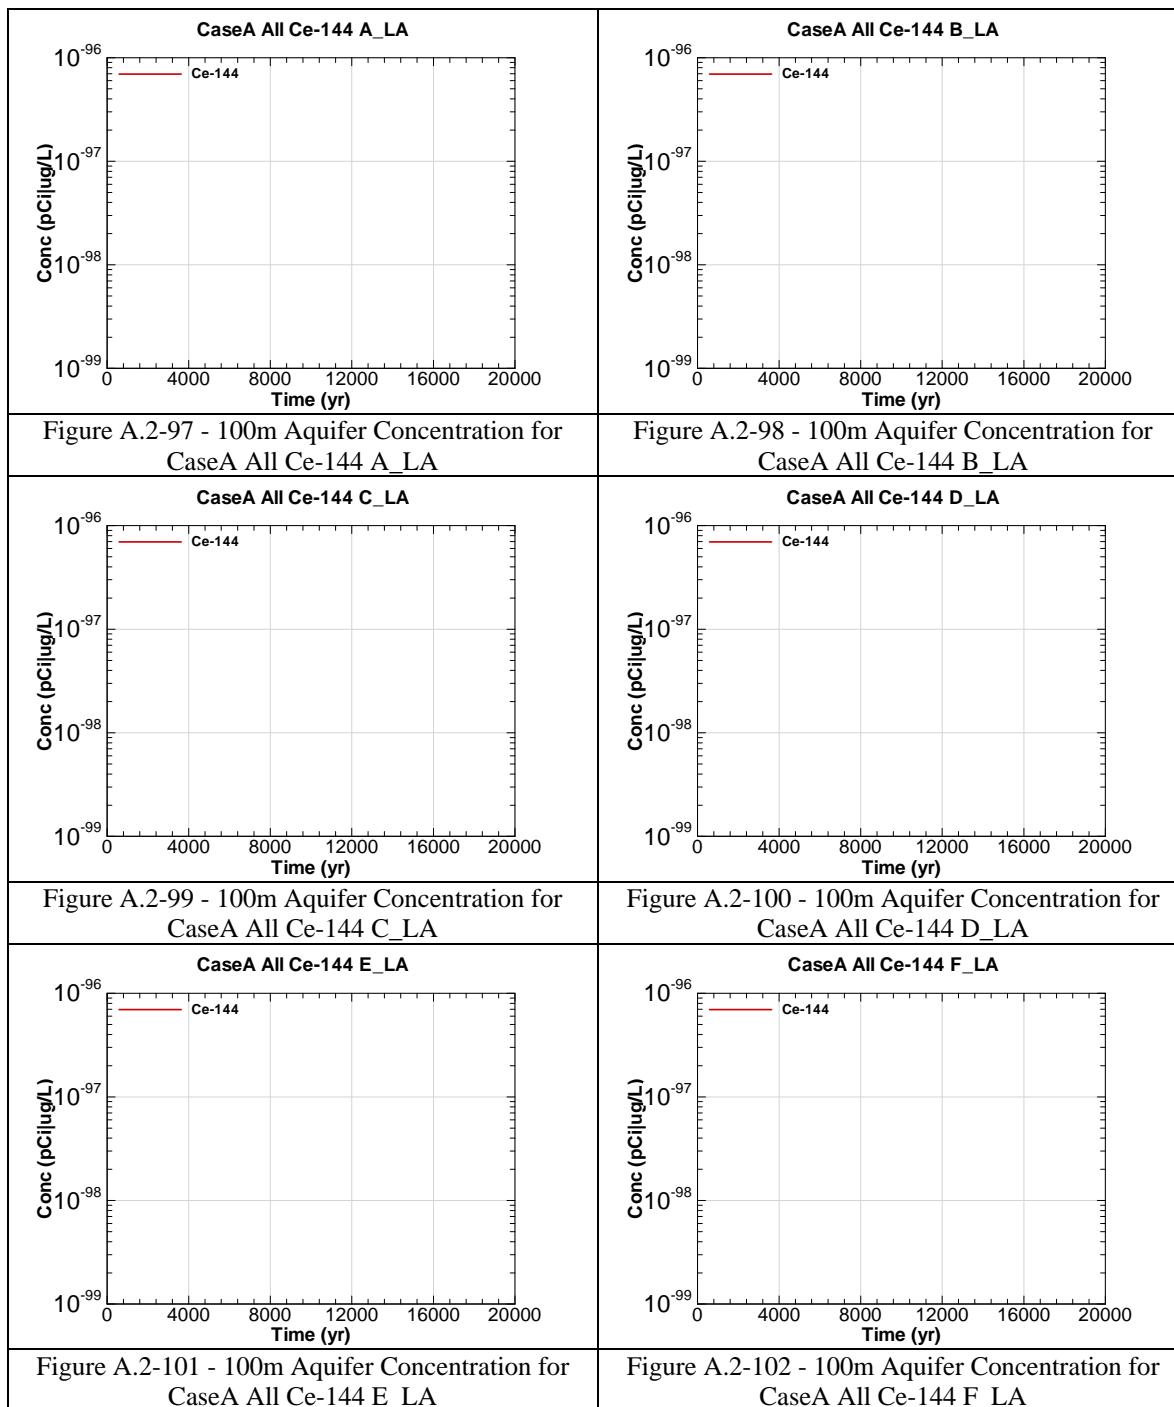 CaseA All Ce-144 A_LA
Ce-144
Conc (pCi|ug/L)
10^-96
10^-97
10^-98
10^-99
0 4000 8000 12000 16000 20000
Time (yr)
Figure A.2-97 - 100m Aquifer Concentration for
CaseA All Ce-144 A_LA
CaseA All Ce-144 B_LA
Ce-144
Conc (pCi|ug/L)
10^-96
10^-97
10^-98
10^-99
0 4000 8000 12000 16000 20000
Time (yr)
Figure A.2-98 - 100m Aquifer Concentration for
CaseA All Ce-144 B_LA
CaseA All Ce-144 C_LA
Ce-144
Conc (pCi|ug/L)
10^-96
10^-97
10^-98
10^-99
0 4000 8000 12000 16000 20000
Time (yr)
Figure A.2-99 - 100m Aquifer Concentration for
CaseA All Ce-144 C_LA
CaseA All Ce-144 D_LA
Ce-144
Conc (pCi|ug/L)
10^-96
10^-97
10^-98
10^-99
0 4000 8000 12000 16000 20000
Time (yr)
Figure A.2-100 - 100m Aquifer Concentration for
CaseA All Ce-144 D_LA
CaseA All Ce-144 E_LA
Ce-144
Conc (pCi|ug/L)
10^-96
10^-97
10^-98
10^-99
0 4000 8000 12000 16000 20000
Time (yr)
Figure A.2-101 - 100m Aquifer Concentration for
CaseA All Ce-144 E_LA
CaseA All Ce-144 F_LA
Ce-144
Conc (pCi|ug/L)
10^-96
10^-97
10^-98
10^-99
0 4000 8000 12000 16000 20000
Time (yr)
Figure A.2-102 - 100m Aquifer Concentration for
CaseA All Ce-144 F_LA